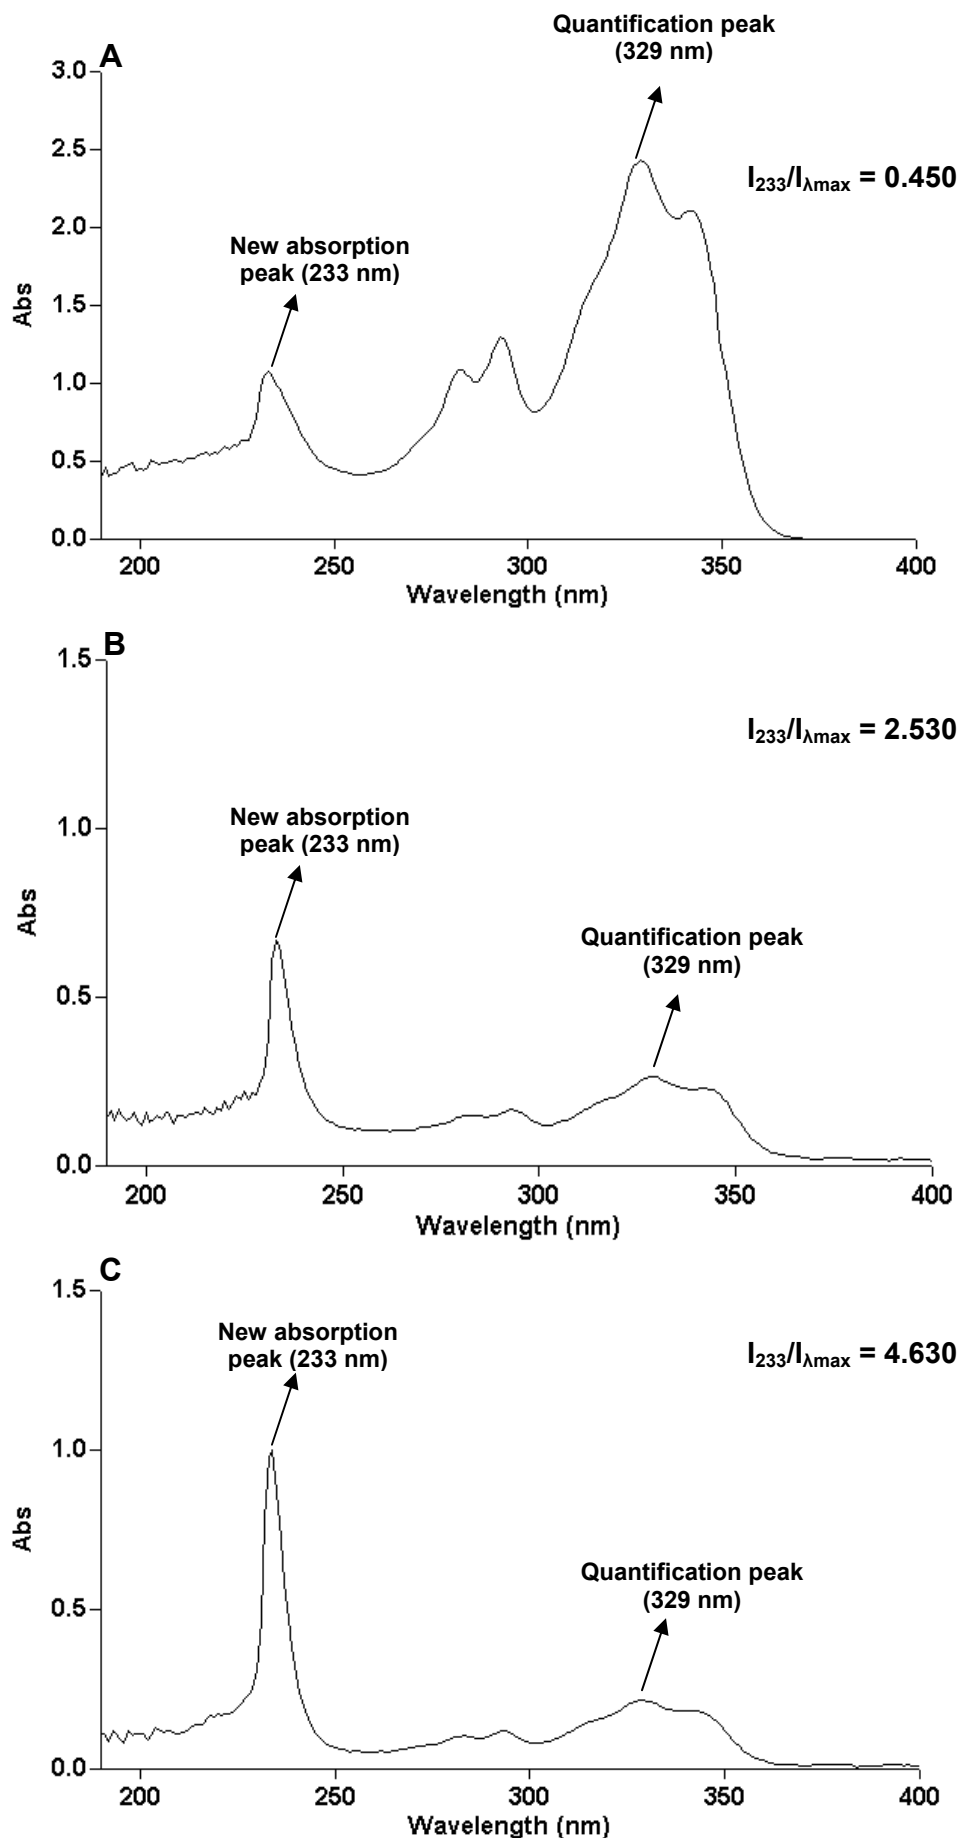 Quantification peak
(329 nm)
A
3.0
2.5
I233/Iλmax = 0.450
2.0
New absorption
peak (233 nm)
1.5
Abs
1.0
0.5
0.0
200 250 300 350 400
Wavelength (nm)
B
1.5
I233/Iλmax = 2.530
1.0
New absorption
peak (233 nm)
Abs
Quantification peak
(329 nm)
0.5
0.0
200 250 300 350 400
Wavelength (nm)
C
1.5
New absorption
peak (233 nm)
I233/Iλmax = 4.630
1.0
Abs
Quantification peak
(329 nm)
0.5
0.0
200 250 300 350 400
Wavelength (nm)